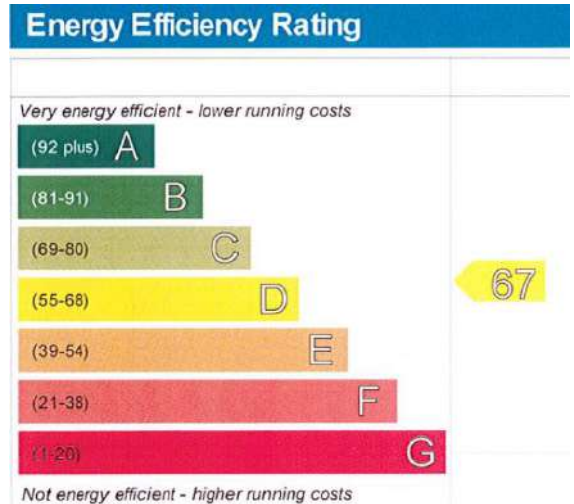 Energy Efficiency Rating
Very energy efficient - lower running costs
(92 plus) A
(81-91) B
(69-80) C
(55-68) D
67
(39-54) E
(21-38) F
(1-20) G
Not energy efficient - higher running costs